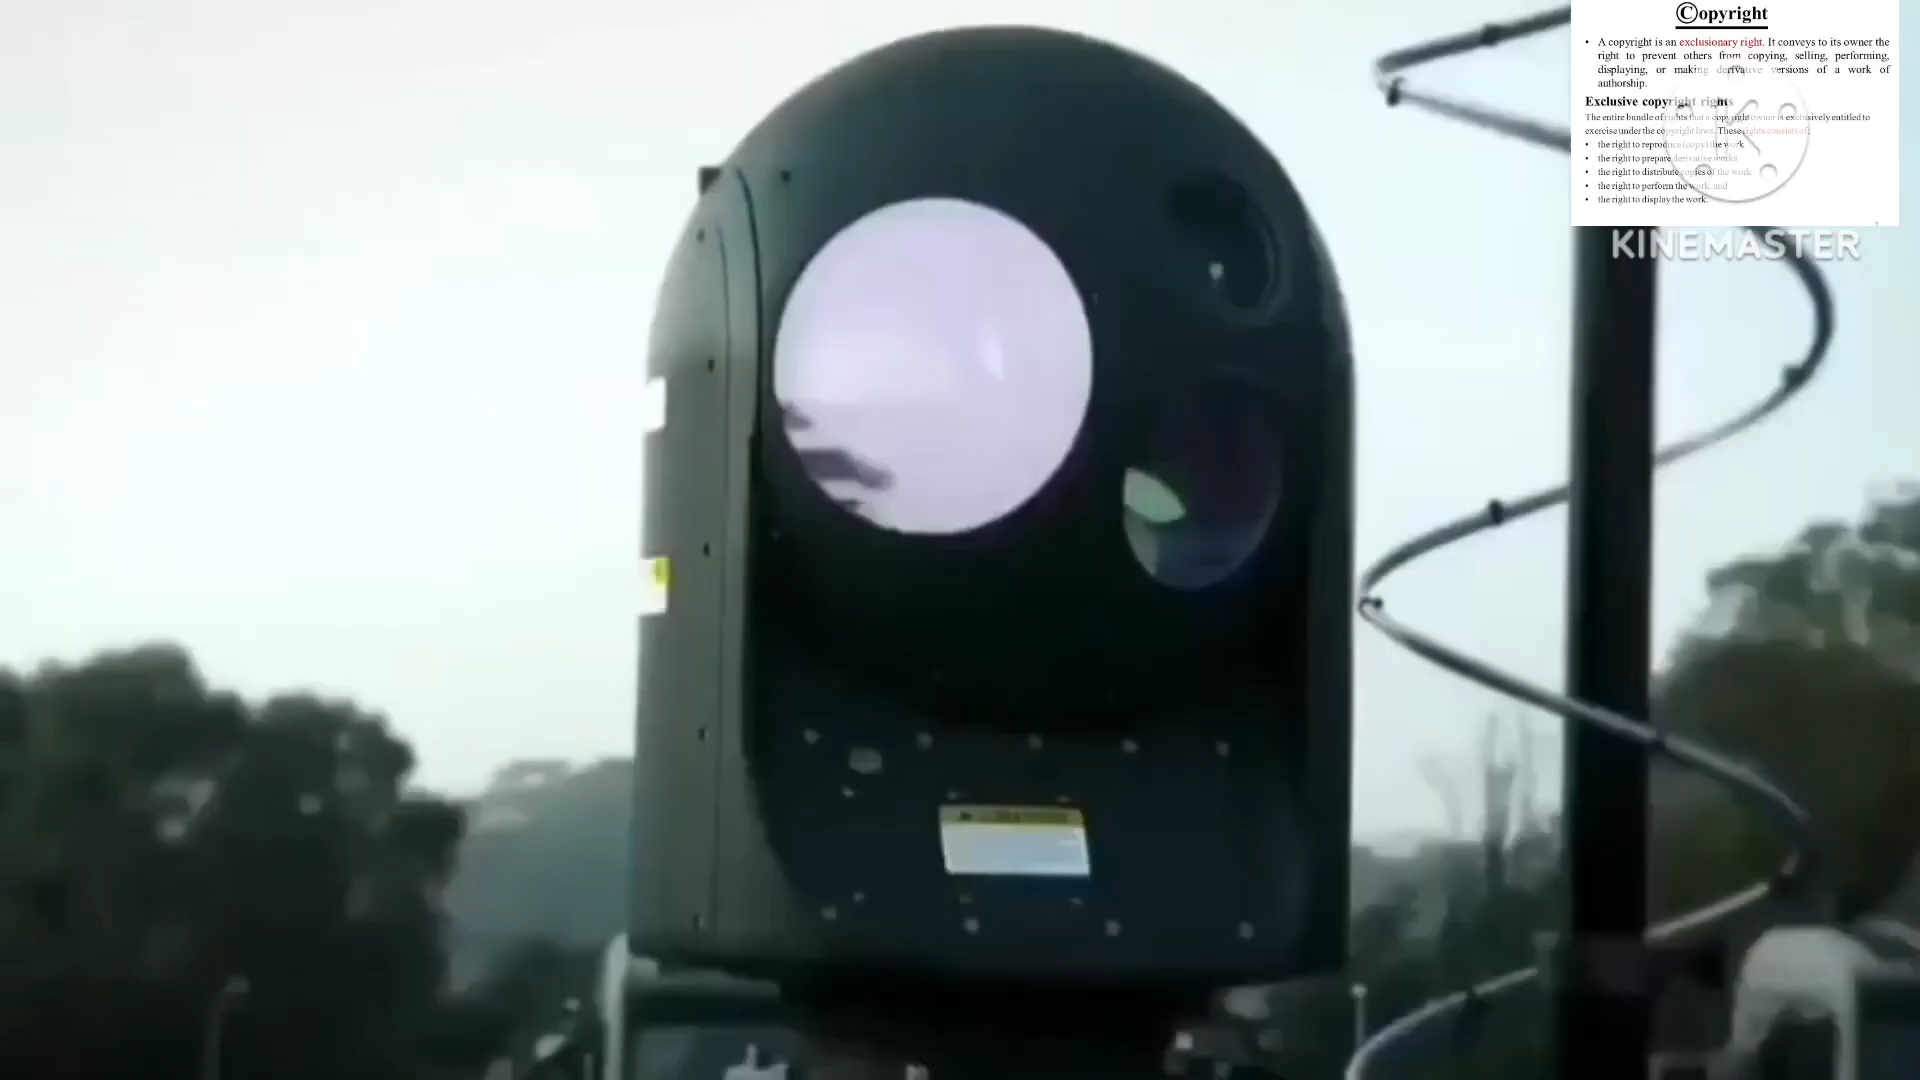 Ⓒopyright
• A copyright is an exclusionary right. It conveys to its owner the
right to prevent others from copying, selling, performing,
displaying, or making derivative versions of a work of
authorship.
Exclusive copyright rights
The entire bundle of rights that a copy right owner is exclusively entitled to
exercise under the copyright laws. These rights consists of:
• the right to reproduce (copy) the work
• the right to prepare derivative works
• the right to distribute copies of the work
• the right to perform the work, and
• the right to display the work.
KINEMASTER